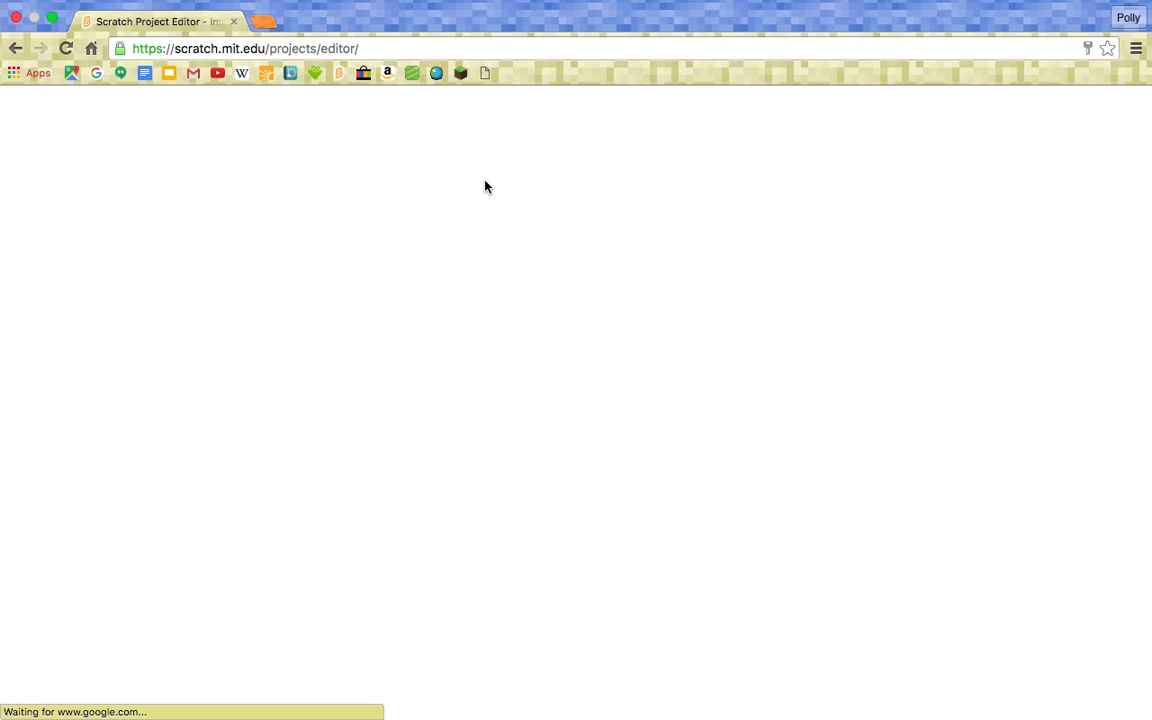 Scratch Project Editor - Im
Polly
https://scratch.mit.edu/projects/editor/
Apps
Waiting for www.google.com...